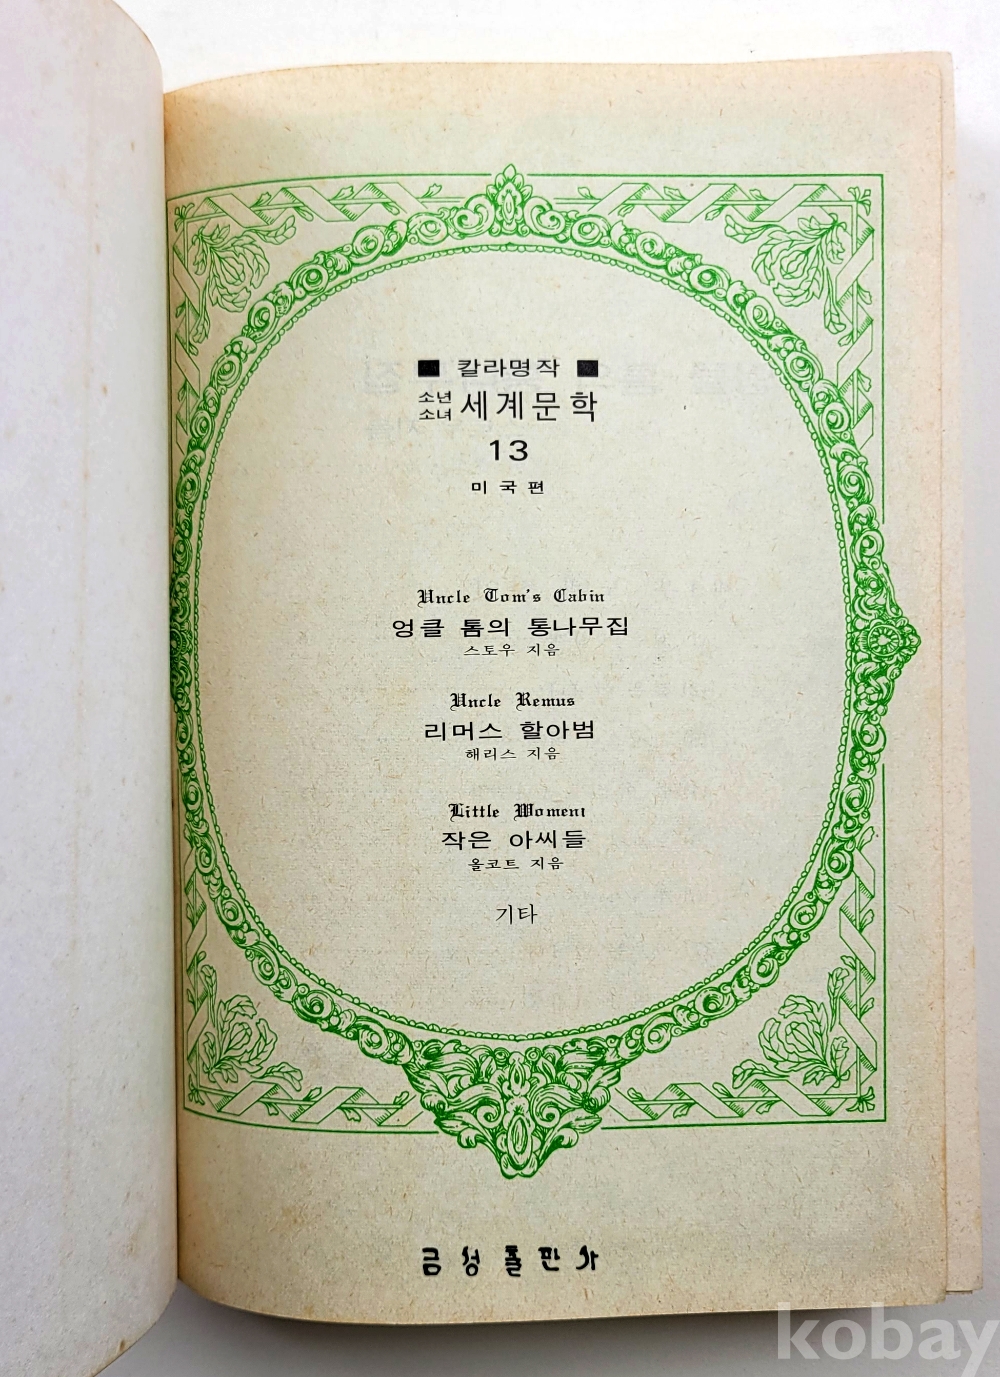 ■ 칼라명작 ■
소년
소녀 세계문학
13
미국편
Uncle Tom's Cabin
엉클 톰의 통나무집
스토우 지음
Uncle Remus
리머스 할아범
해리스 지음
Little Women
작은 아씨들
올코트 지음
기타
금성출판사
kobay